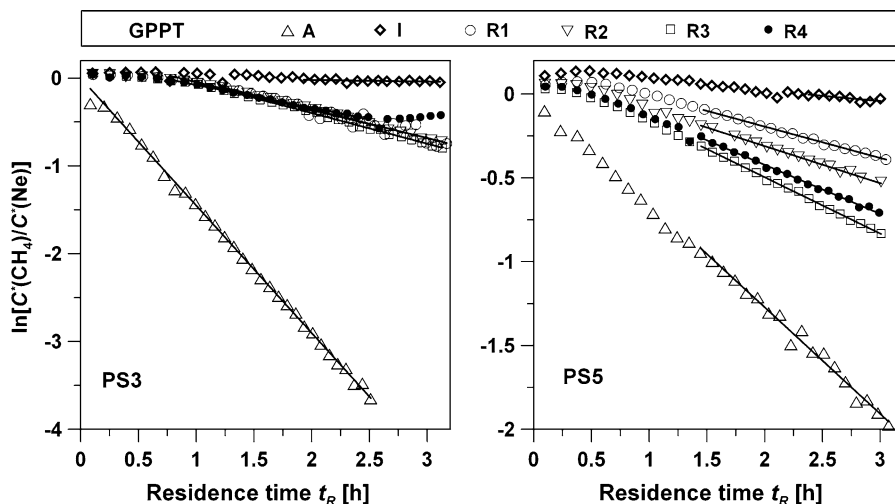 GPPT A I R1 R2 R3 R4
ln[C*(CH4)/C*(Ne)]
0
-1
-2
-3
-4
PS3
0 0.5 1 1.5 2 2.5 3
Residence time tR [h]
0
-0.5
-1
-1.5
-2
PS5
0 0.5 1 1.5 2 2.5 3
Residence time tR [h]